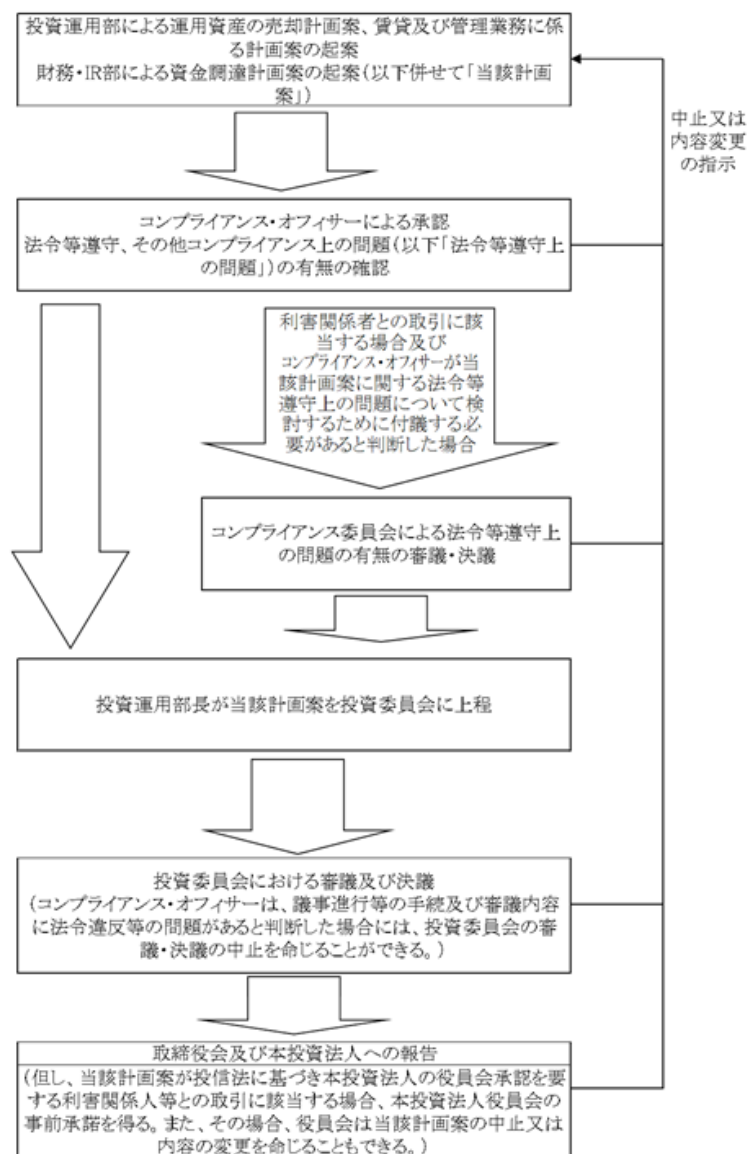 投資運用部による運用資産の売却計画案、賃貸及び管理業務に係
る計画案の起案
財務・IR部による資金調達計画案の起案(以下併せて「当該計画
案」)
中止又は
内容変更
の指示
コンプライアンス・オフィサーによる承認
法令等遵守、その他コンプライアンス上の問題(以下「法令等遵守上
の問題」)の有無の確認
利害関係者との取引に該
当する場合及び
コンプライアンス・オフィサーが当
該計画案に関する法令等
遵守上の問題について検
討するために付議する必
要があると判断した場合
コンプライアンス委員会による法令等遵守上
の問題の有無の審議・決議
投資運用部長が当該計画案を投資委員会に上程
投資委員会における審議及び決議
(コンプライアンス・オフィサーは、議事進行等の手続及び審議内容
に法令違反等の問題があると判断した場合には、投資委員会の審
議・決議の中止を命じることができる。)
取締役会及び本投資法人への報告
(但し、当該計画案が投信法に基づき本投資法人の役員会承認を要
する利害関係人等との取引に該当する場合、本投資法人役員会の
事前承諾を得る。また、その場合、役員会は当該計画案の中止又は
内容の変更を命じることもできる。)